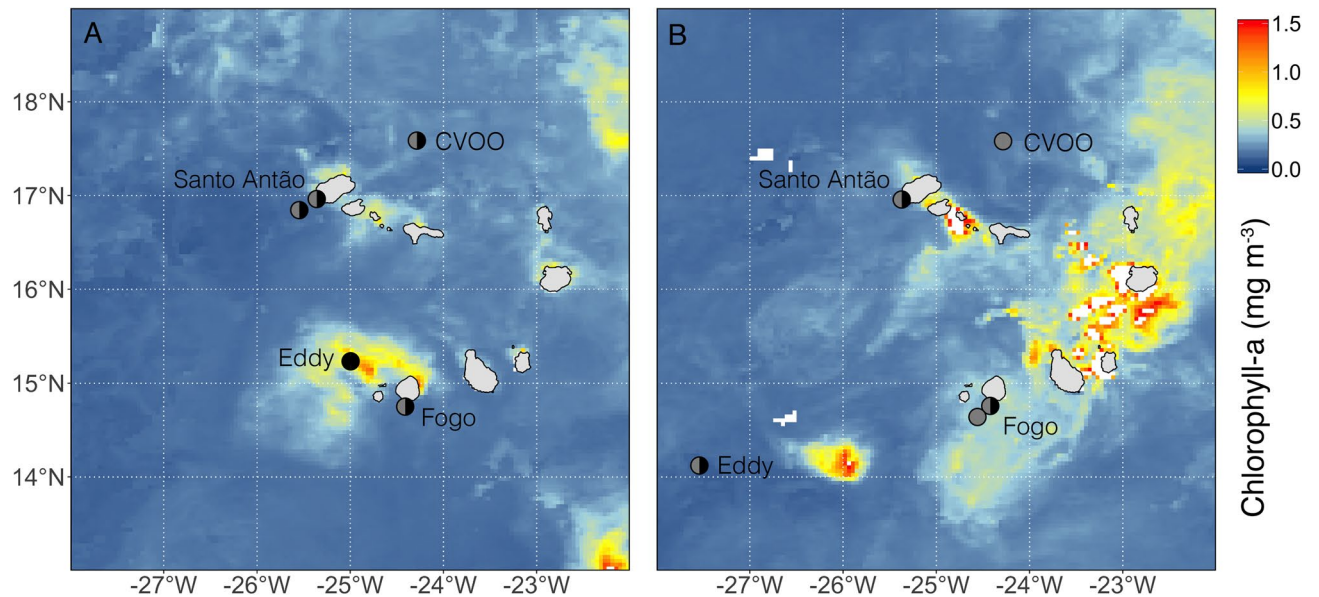 A
B
18°N
17°N
16°N
15°N
14°N
CVOO
Santo Antão
Eddy
Fogo
CVOO
Santo Antão
Fogo
Eddy
-27°W -26°W -25°W -24°W -23°W
-27°W -26°W -25°W -24°W -23°W
1.5
1.0
0.5
0.0
Chlorophyll-a (mg m⁻³)